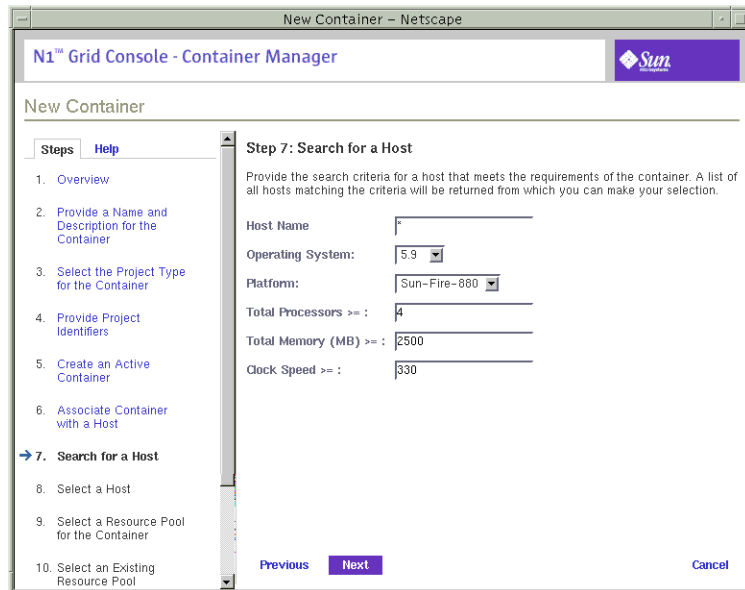 New Container – Netscape
N1™ Grid Console - Container Manager
Sun
microsystems
New Container
Steps Help
1. Overview
2. Provide a Name and
Description for the
Container
3. Select the Project Type
for the Container
4. Provide Project
Identifiers
5. Create an Active
Container
6. Associate Container
with a Host
7. Search for a Host
8. Select a Host
9. Select a Resource Pool
for the Container
10. Select an Existing
Resource Pool
Step 7: Search for a Host
Provide the search criteria for a host that meets the requirements of the container. A list of
all hosts matching the criteria will be returned from which you can make your selection.
Host Name *
Operating System: 5.9
Platform: Sun-Fire-880
Total Processors >= : 4
Total Memory (MB) >= : 2500
Clock Speed >= : 330
Previous Next Cancel